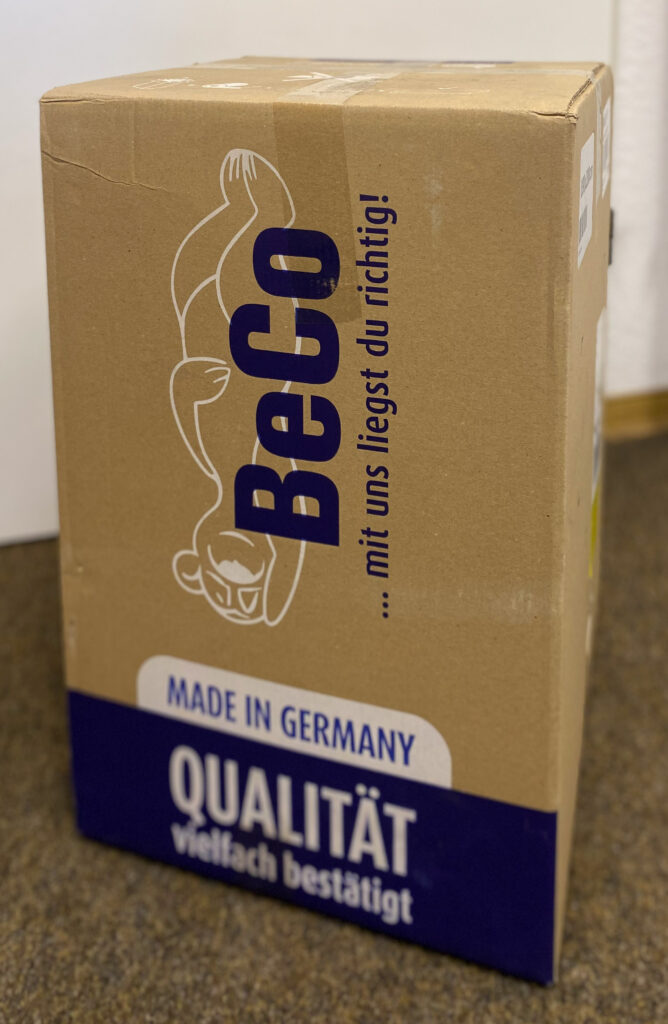 BeCo
... mit uns liegst du richtig!
MADE IN GERMANY
QUALITÄT
vielfach bestätigt